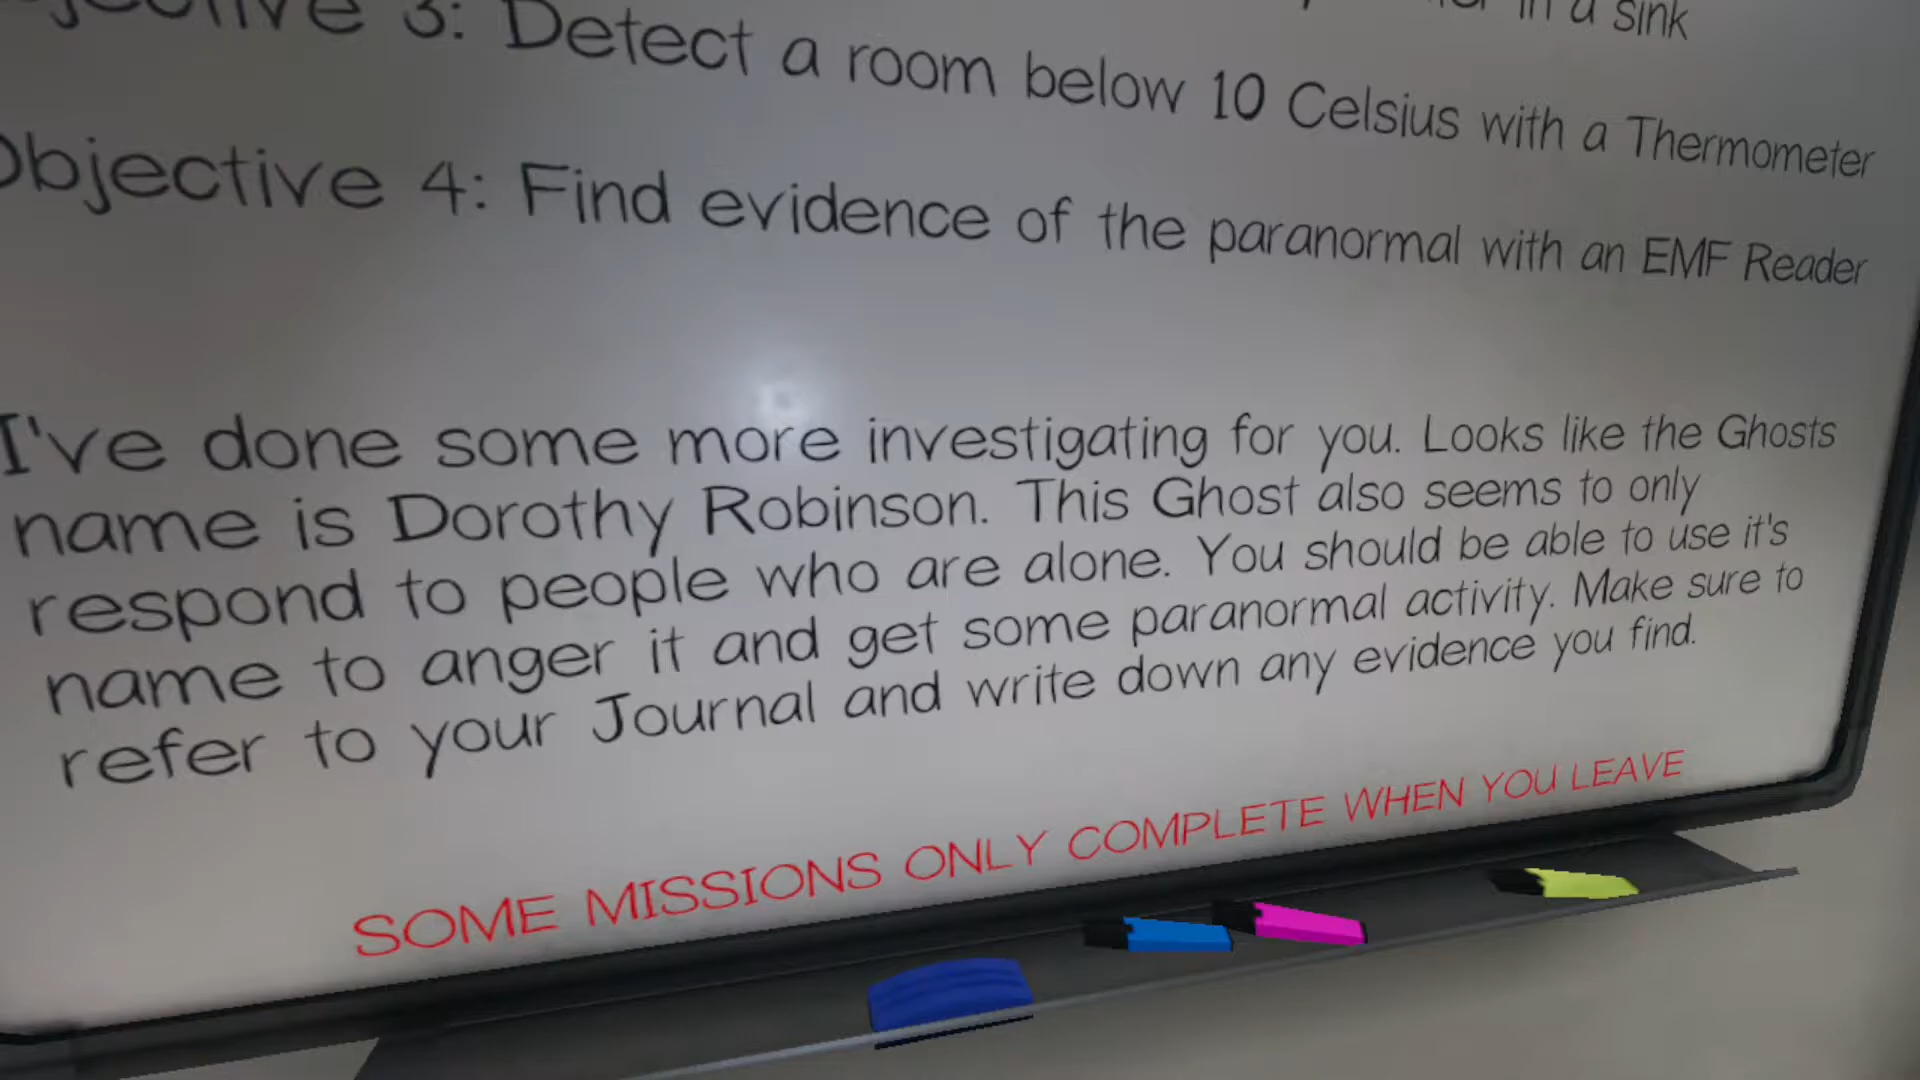 in a sink
3: Detect a room below 10 Celsius with a Thermometer
Objective 4: Find evidence of the paranormal with an EMF Reader
I've done some more investigating for you. Looks like the Ghosts
name is Dorothy Robinson. This Ghost also seems to only
respond to people who are alone. You should be able to use it's
name to anger it and get some paranormal activity. Make sure to
refer to your Journal and write down any evidence you find.
SOME MISSIONS ONLY COMPLETE WHEN YOU LEAVE